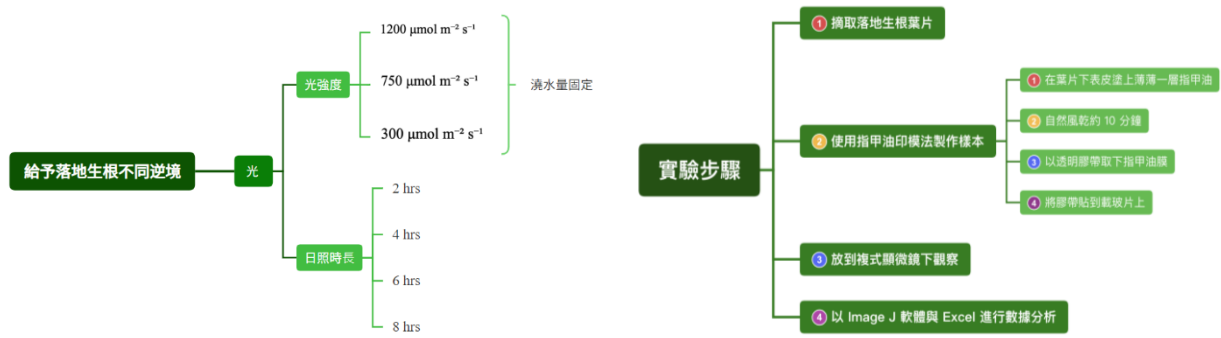 給予落地生根不同逆境
光
光強度
1200 μmol m⁻² s⁻¹
750 μmol m⁻² s⁻¹
300 μmol m⁻² s⁻¹
澆水量固定
日照時長
2 hrs
4 hrs
6 hrs
8 hrs
實驗步驟
1 摘取落地生根葉片
2 使用指甲油印模法製作樣本
1 在葉片下表皮塗上薄薄一層指甲油
2 自然風乾約 10 分鐘
3 以透明膠帶取下指甲油膜
4 將膠帶貼到載玻片上
3 放到複式顯微鏡下觀察
4 以 Image J 軟體與 Excel 進行數據分析